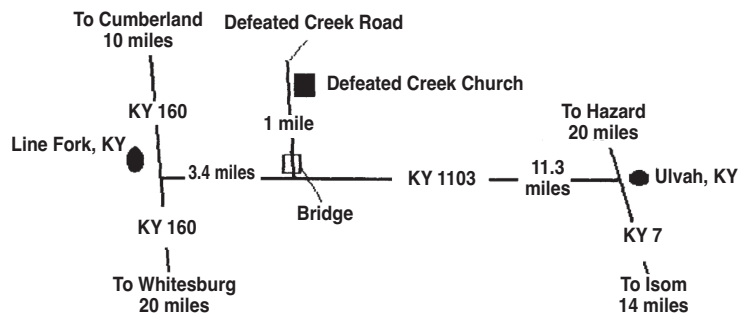 To Cumberland
10 miles
Defeated Creek Road
Defeated Creek Church
KY 160
1 mile
To Hazard
20 miles
Line Fork, KY
3.4 miles
KY 1103
11.3
miles
Ulvah, KY
Bridge
KY 160
KY 7
To Whitesburg
20 miles
To Isom
14 miles